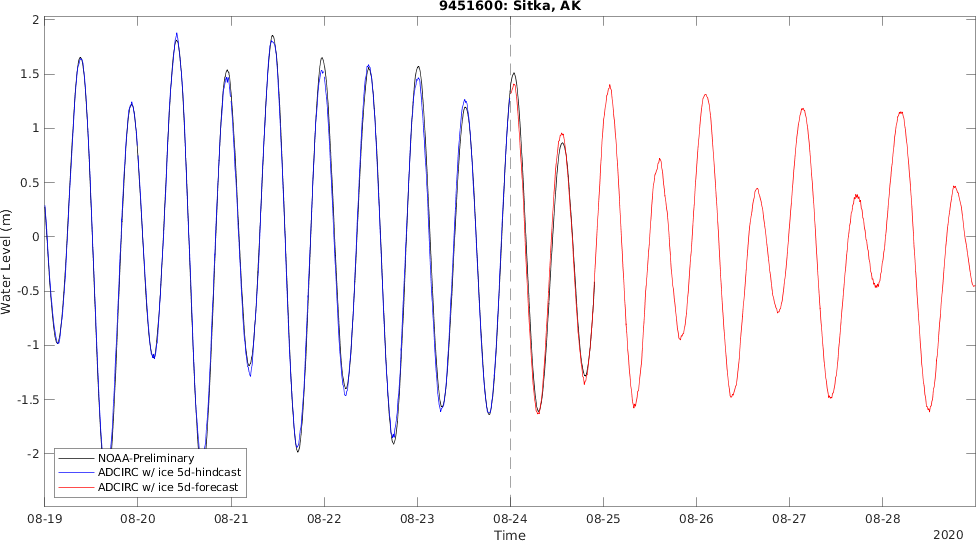 9451600: Sitka, AK
2
1.5
1
0.5
0
-0.5
-1
-1.5
-2
Water Level (m)
NOAA-Preliminary
ADCIRC w/ ice 5d-hindcast
ADCIRC w/ ice 5d-forecast
08-19 08-20 08-21 08-22 08-23 08-24 08-25 08-26 08-27 08-28
Time
2020